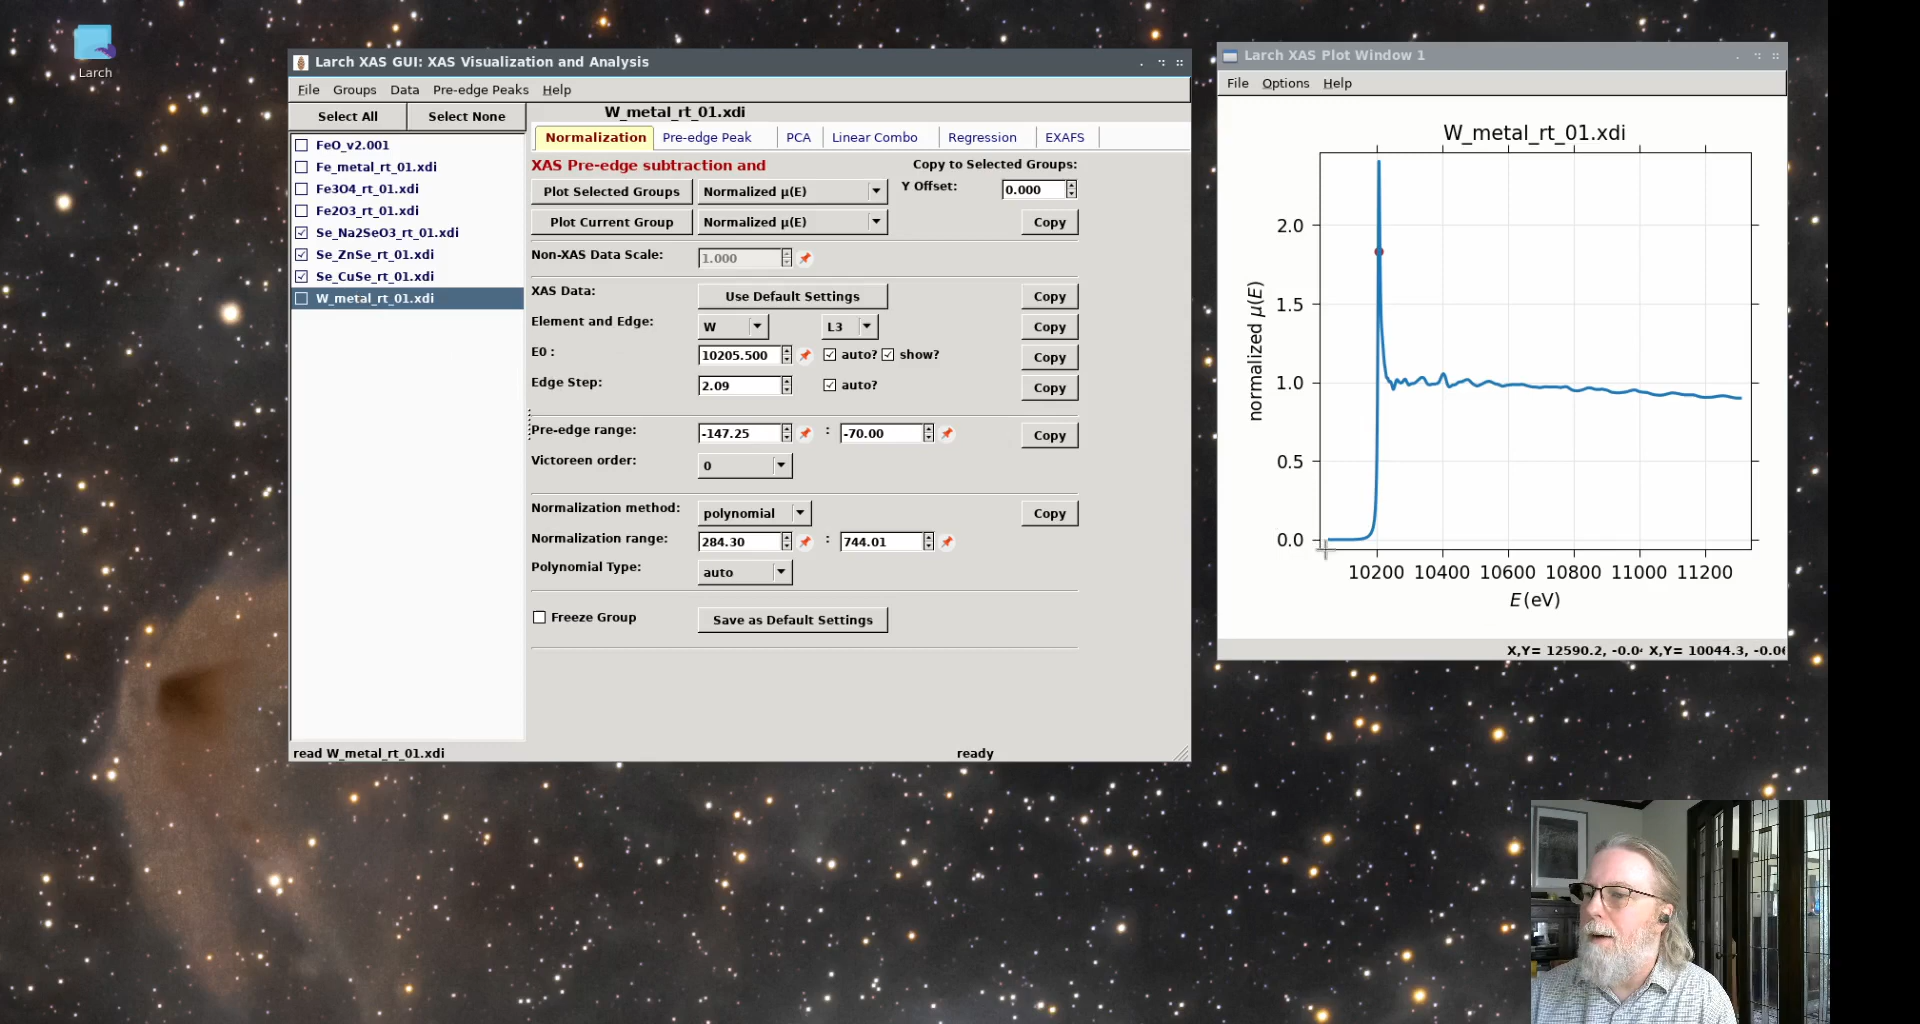 Larch
Larch XAS GUI: XAS Visualization and Analysis
File Groups Data Pre-edge Peaks Help
Select All Select None
FeO_v2.001
Fe_metal_rt_01.xdi
Fe3O4_rt_01.xdi
Fe2O3_rt_01.xdi
Se_Na2SeO3_rt_01.xdi
Se_ZnSe_rt_01.xdi
Se_CuSe_rt_01.xdi
W_metal_rt_01.xdi
W_metal_rt_01.xdi
Normalization Pre-edge Peak PCA Linear Combo Regression EXAFS
XAS Pre-edge subtraction and Copy to Selected Groups:
Plot Selected Groups Normalized μ(E) Y Offset: 0.000
Plot Current Group Normalized μ(E) Copy
Non-XAS Data Scale: 1.000
XAS Data: Use Default Settings Copy
Element and Edge: W L3 Copy
E0 : 10205.500 auto? show? Copy
Edge Step: 2.09 auto? Copy
Pre-edge range: -147.25 : -70.00 Copy
Victoreen order: 0
Normalization method: polynomial Copy
Normalization range: 284.30 : 744.01
Polynomial Type: auto
Freeze Group Save as Default Settings
read W_metal_rt_01.xdi ready
Larch XAS Plot Window 1
File Options Help
W_metal_rt_01.xdi
normalized μ(E)
2.0
1.5
1.0
0.5
0.0
10200 10400 10600 10800 11000 11200
E (eV)
X,Y= 12590.2, -0.0 X,Y= 10044.3, -0.0